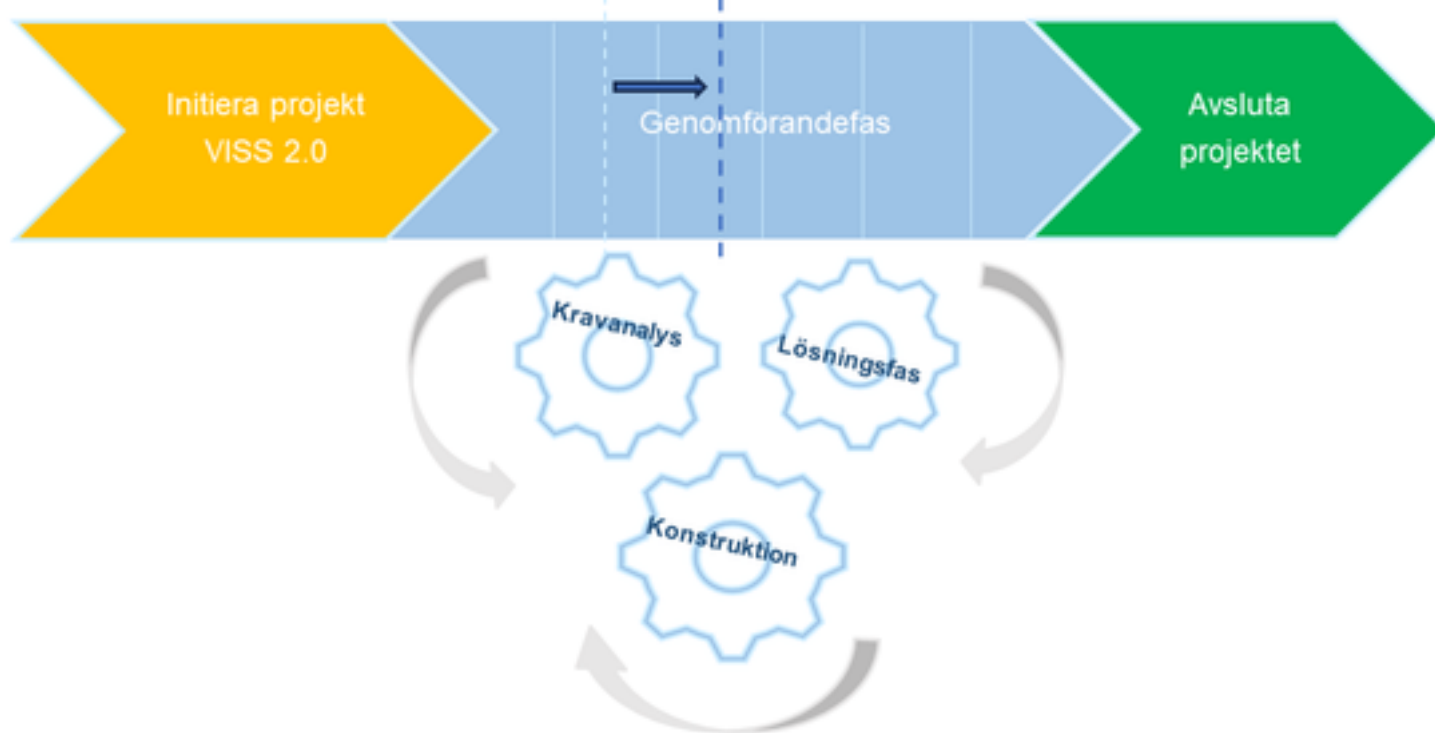 Initiera projekt
VISS 2.0
Genomförandefas
Avsluta
projektet
Kravanalys
Lösningsfas
Konstruktion